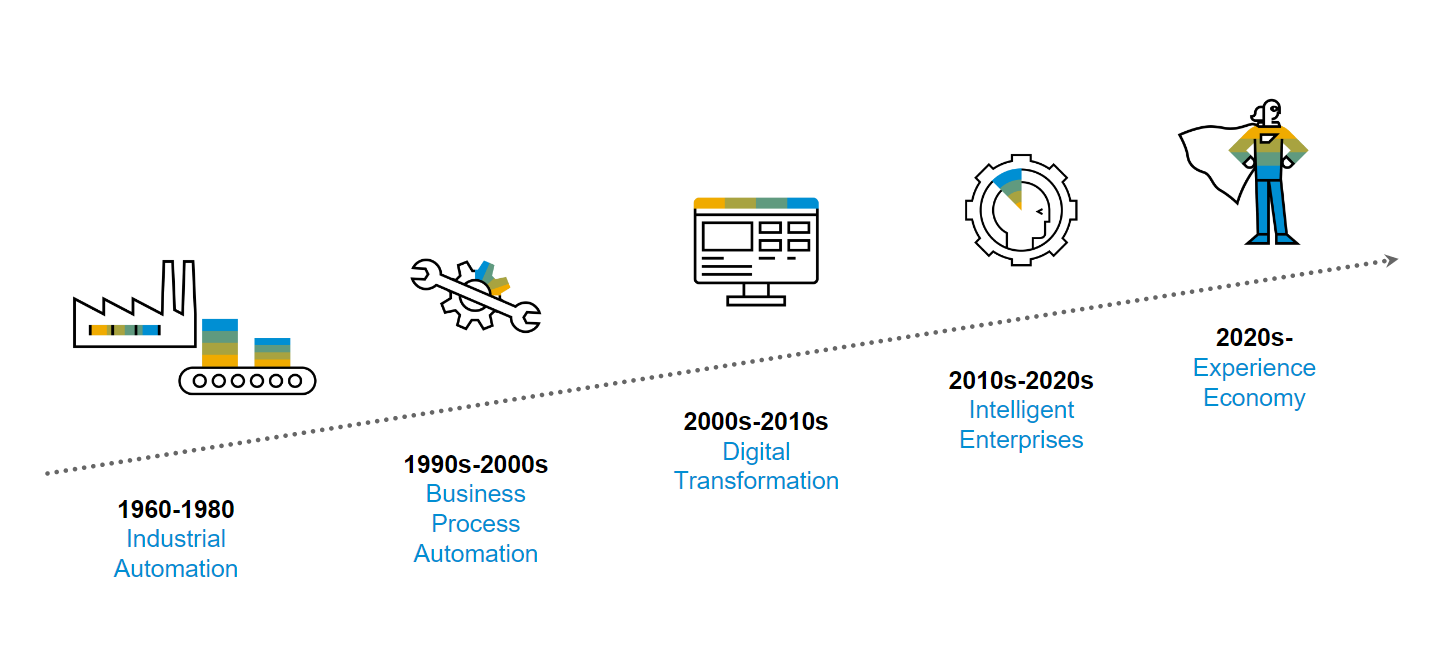 1960-1980
Industrial
Automation
1990s-2000s
Business
Process
Automation
2000s-2010s
Digital
Transformation
2010s-2020s
Intelligent
Enterprises
2020s-
Experience
Economy